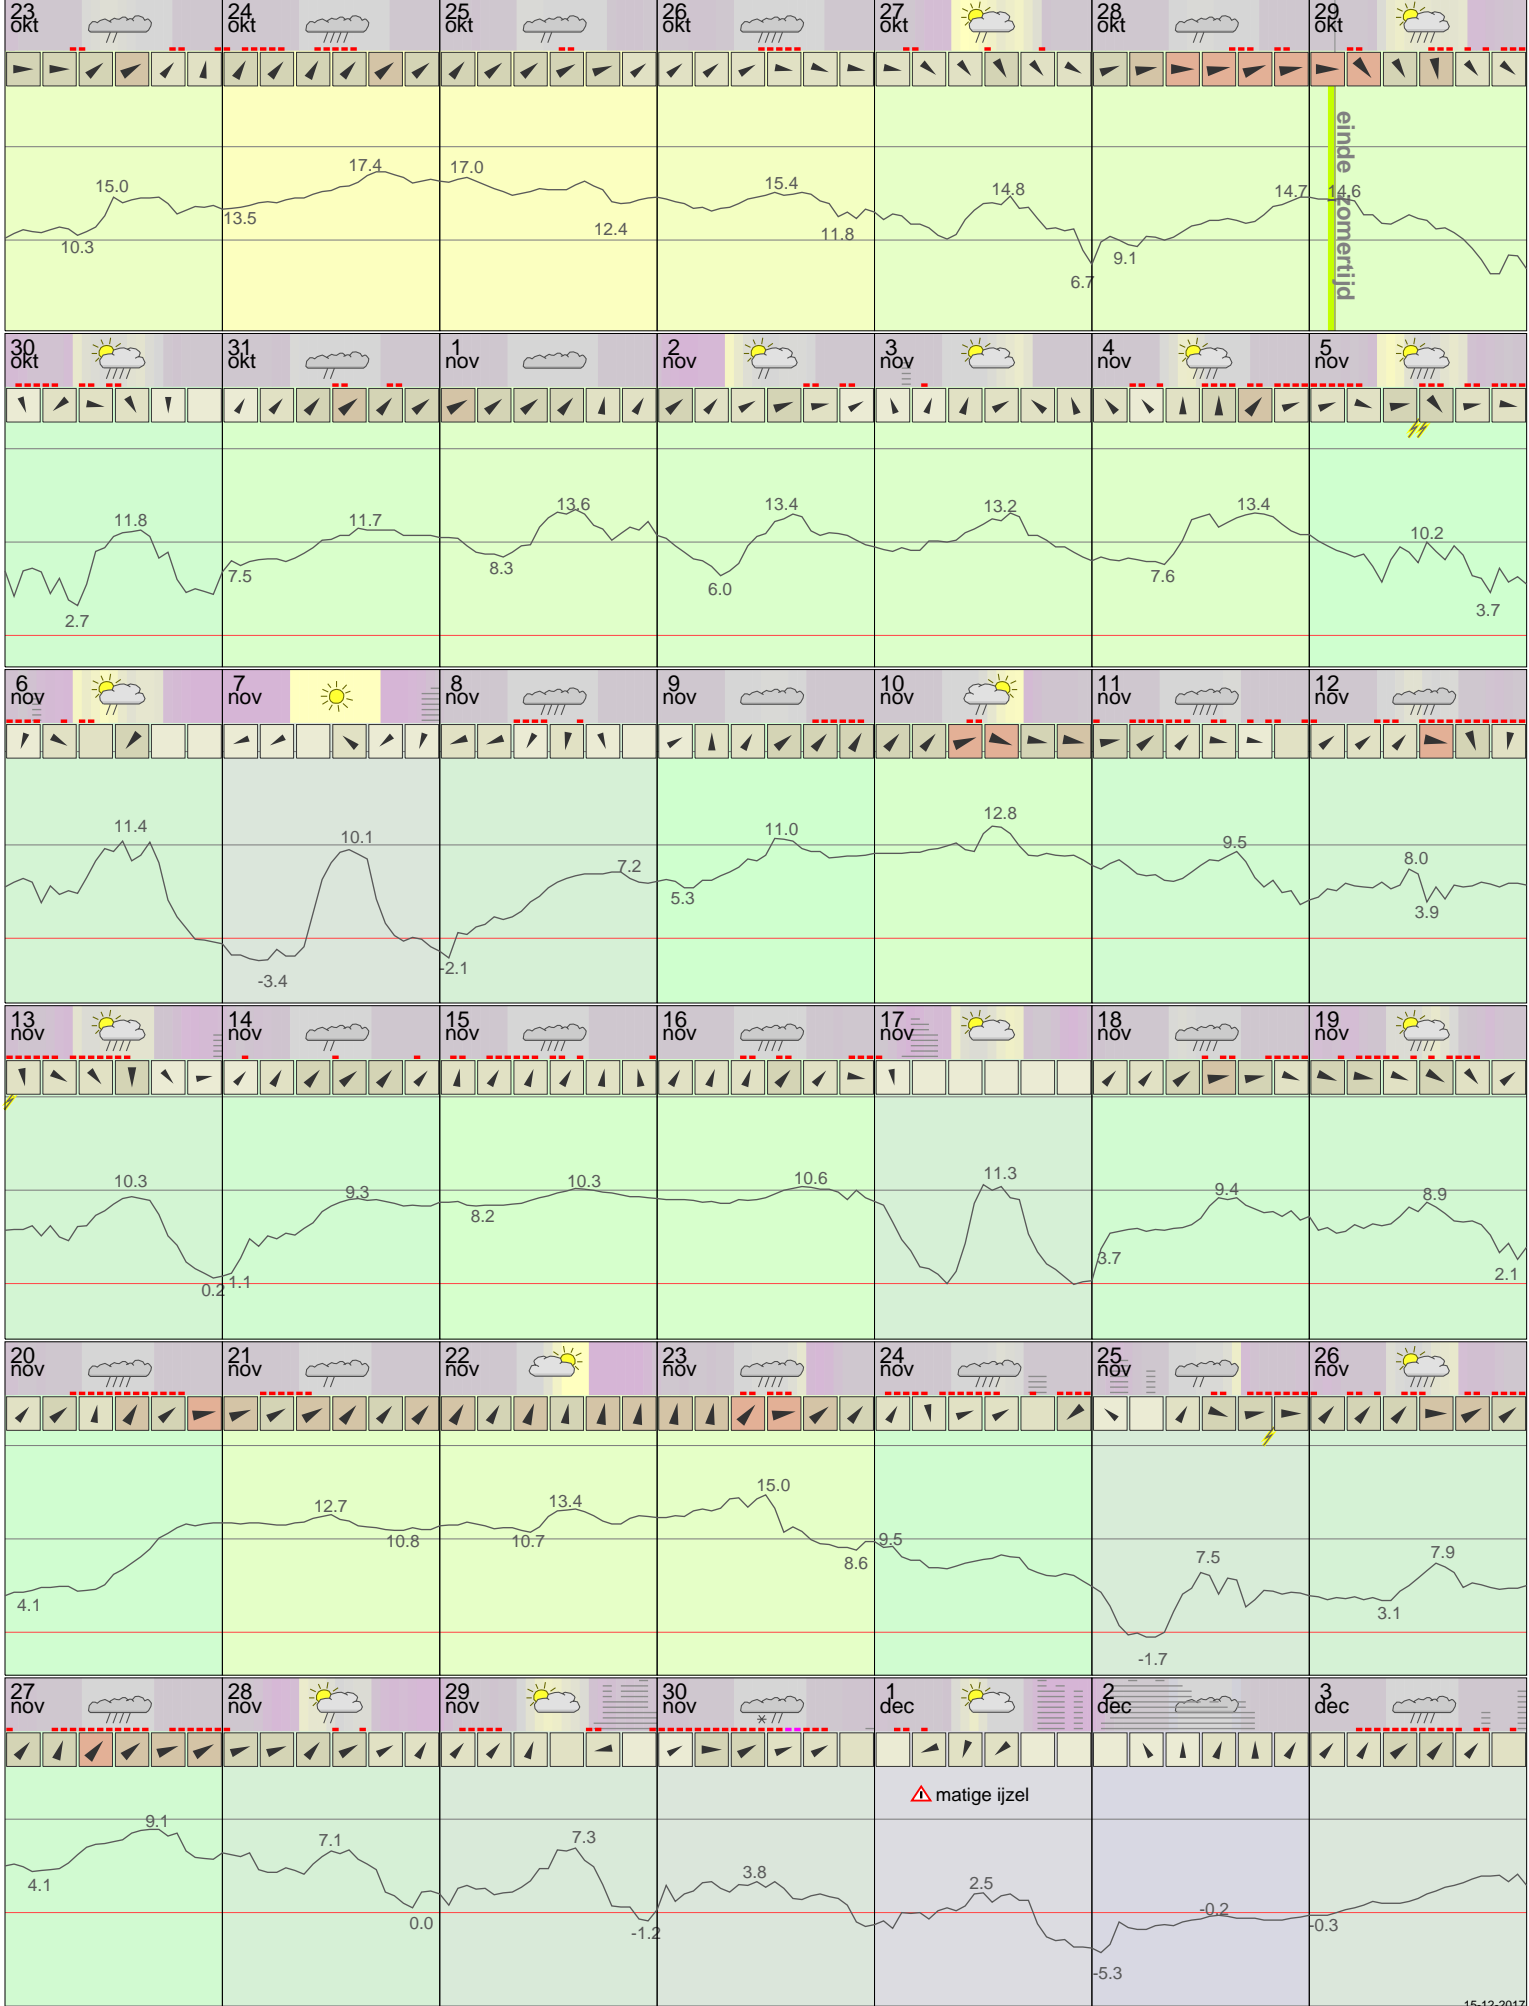 23 24 25 26 27 28 29
okt okt okt okt okt okt okt
15.0 10.3 13.5 17.4 17.0 12.4 15.4 11.8 14.8 6.7 9.1 14.7 14.6
einde zomertijd
30 31 1 2 3 4 5
okt okt nov nov nov nov nov
11.8 2.7 7.5 11.7 8.3 13.6 6.0 13.4 13.2 7.6 13.4 10.2 3.7
6 7 8 9 10 11 12
nov nov nov nov nov nov nov
11.4 -3.4 10.1 -2.1 7.2 5.3 11.0 12.8 9.5 8.0 3.9
13 14 15 16 17 18 19
nov nov nov nov nov nov nov
10.3 0.2 1.1 9.3 8.2 10.3 10.6 11.3 3.7 9.4 8.9 2.1
20 21 22 23 24 25 26
nov nov nov nov nov nov nov
4.1 12.7 10.8 10.7 13.4 15.0 8.6 9.5 -1.7 7.5 3.1 7.9
27 28 29 30 1 2 3
nov nov nov nov dec dec dec
matige ijzel
4.1 9.1 7.1 0.0 7.3 -1.2 3.8 2.5 -5.3 -0.2 -0.3
15-12-2017